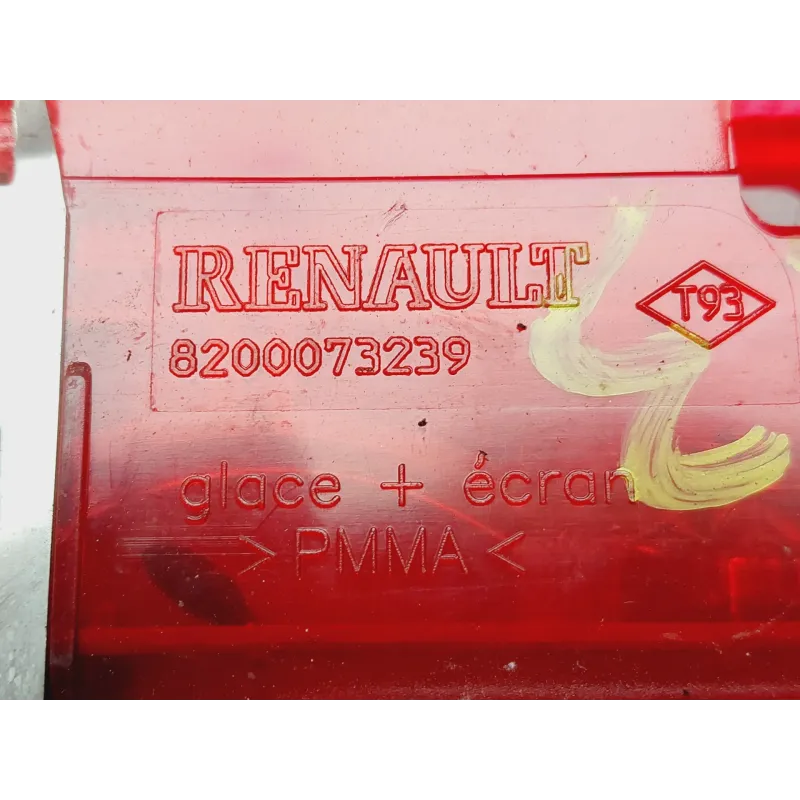 RENAULT
T93
8200073239
glace + écran
>PMMA<